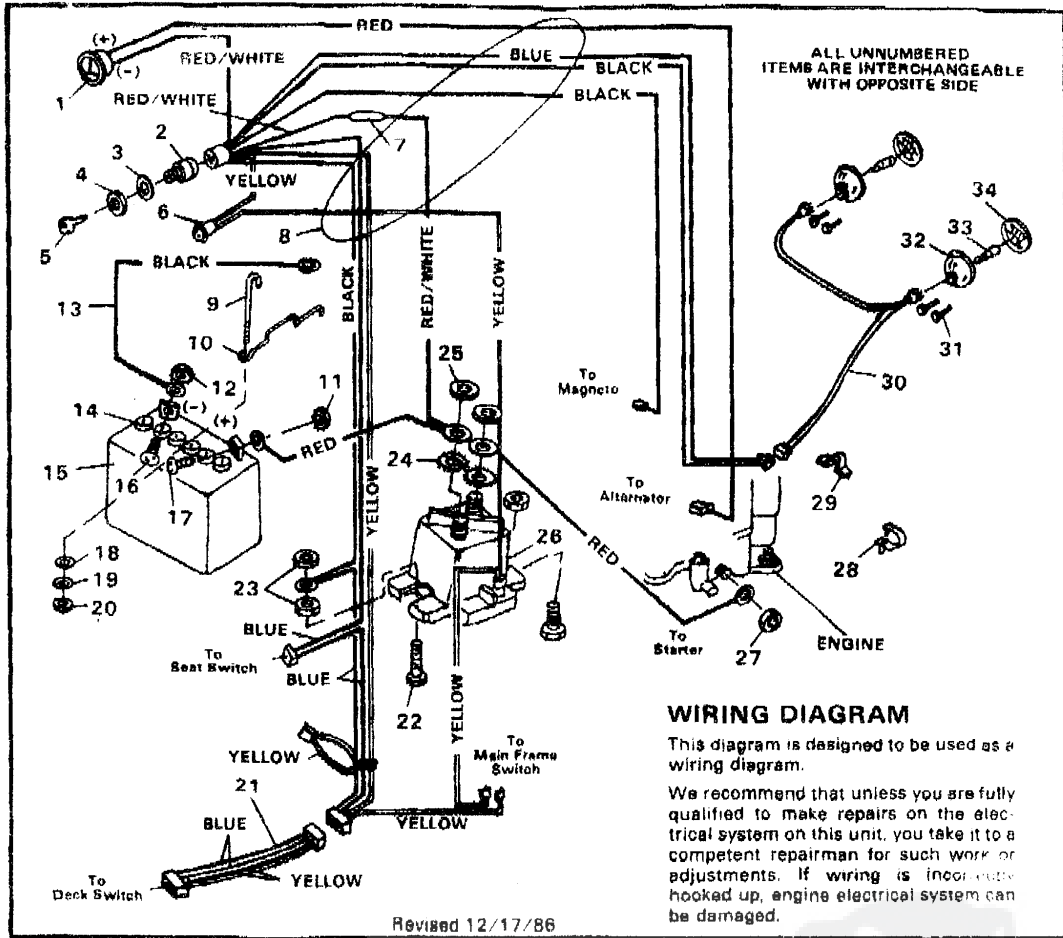 RED
(+)
RED/WHITE
BLUE
ALL UNNUMBERED
ITEMS ARE INTERCHANGEABLE
WITH OPPOSITE SIDE
(-)
BLACK
1
RED/WHITE
BLACK
2
7
3
4
YELLOW
34
6
5
8
33
32
BLACK
9
13
BLACK
RED/WHITE
YELLOW
10
31
25
12
11
To
Magneto
30
14
(-)
(+)
RED
15
24
16
To
Alternator
29
17
YELLOW
26
RED
18
28
19
23
20
BLUE
To
Seat Switch
To
Starter
27
ENGINE
BLUE
22
YELLOW
WIRING DIAGRAM
To
Main Frame
Switch
This diagram is designed to be used as a
wiring diagram.
YELLOW
21
We recommend that unless you are fully
qualified to make repairs on the elec-
trical system on this unit, you take it to a
competent repairman for such work or
adjustments. If wiring is
hooked up, engine electrical system can
be damaged.
BLUE
YELLOW
YELLOW
To
Deck Switch
Revised 12/17/86